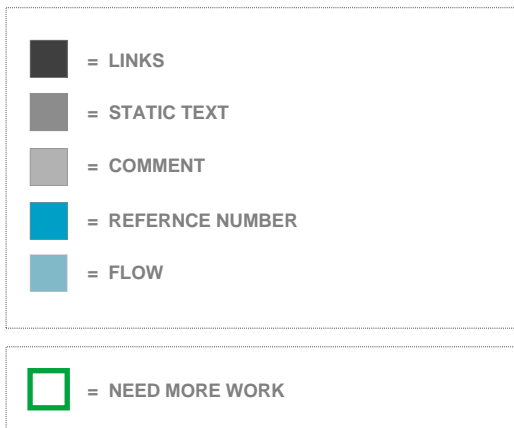 = LINKS
= STATIC TEXT
= COMMENT
= REFERNCE NUMBER
= FLOW
= NEED MORE WORK